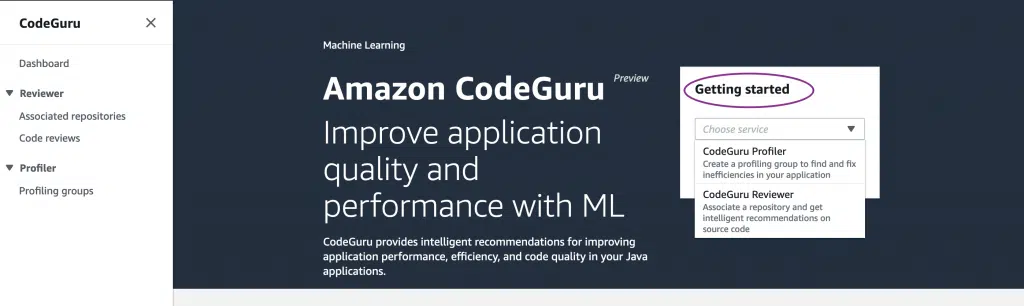 CodeGuru
Dashboard
Reviewer
Associated repositories
Code reviews
Profiler
Profiling groups
Machine Learning
Amazon CodeGuru Preview
Improve application
quality and
performance with ML
CodeGuru provides intelligent recommendations for improving
application performance, efficiency, and code quality in your Java
applications.
Getting started
Choose service
CodeGuru Profiler
Create a profiling group to find and fix
inefficiencies in your application
CodeGuru Reviewer
Associate a repository and get
intelligent recommendations on
source code